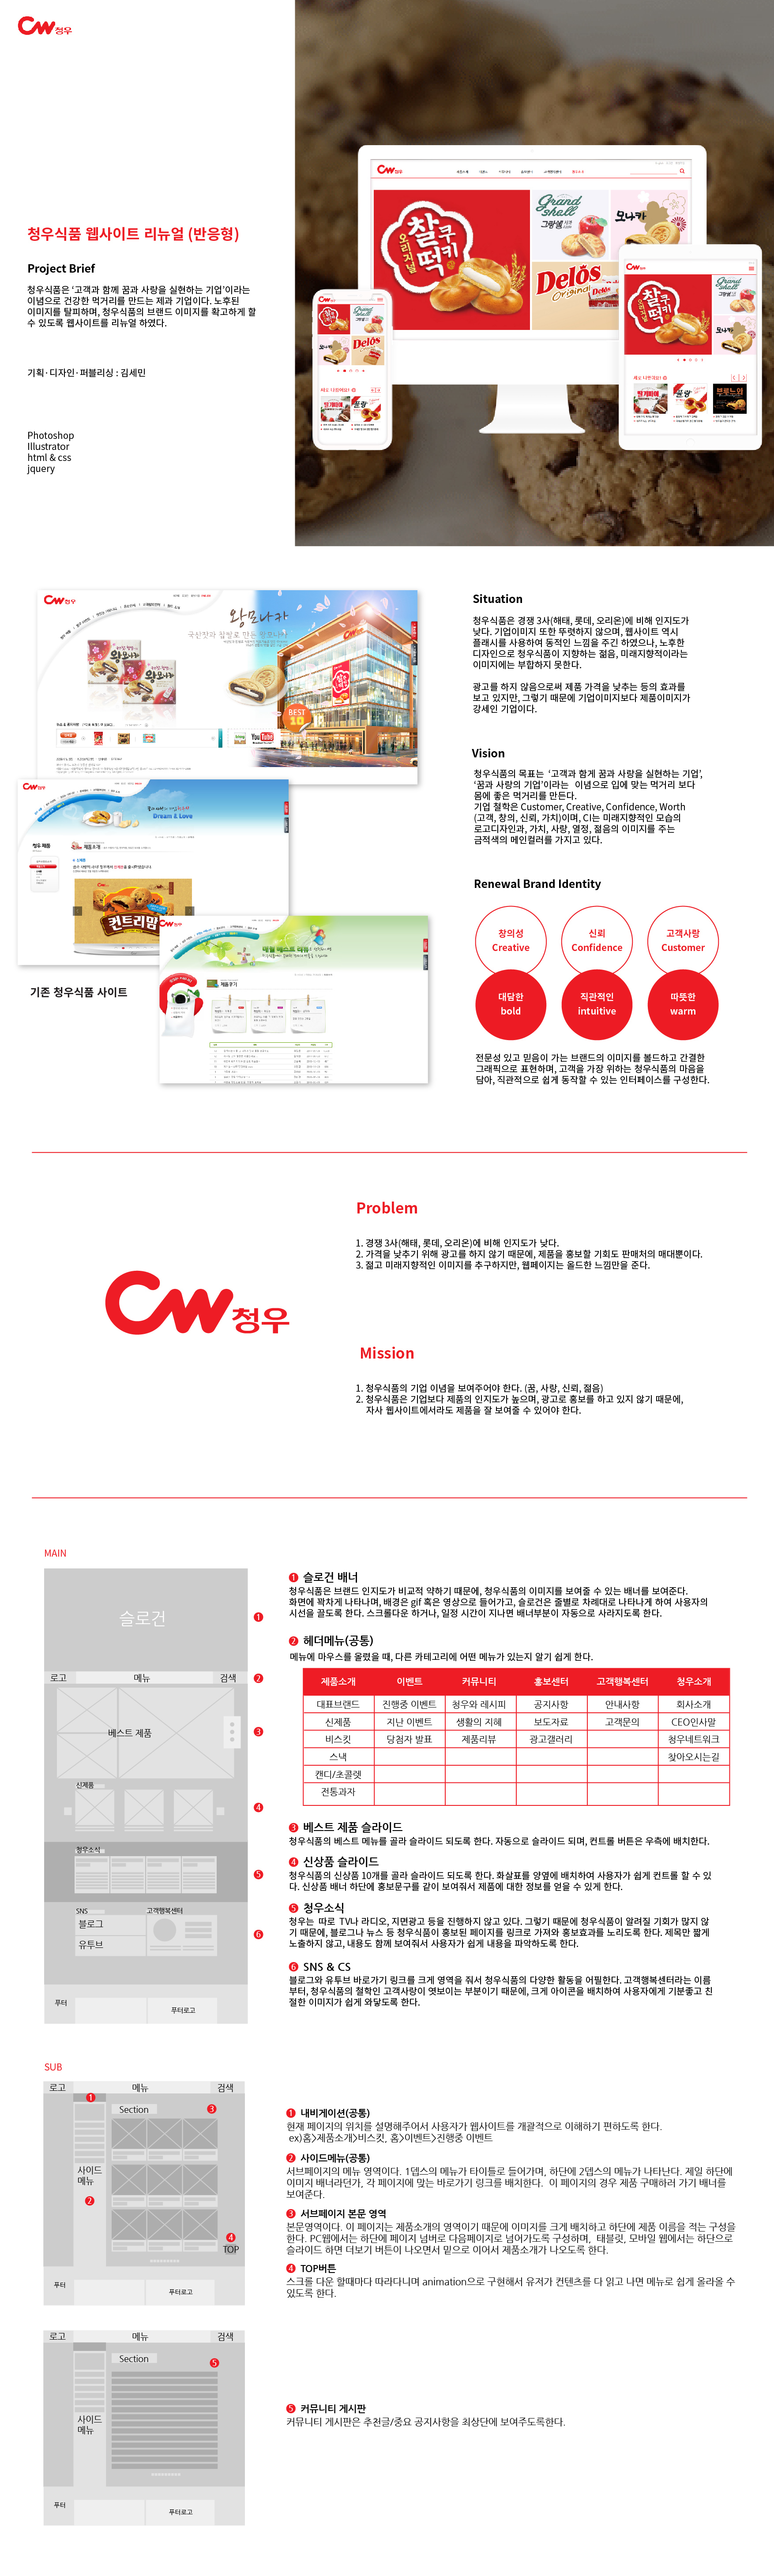 CW청우
청우식품 웹사이트 리뉴얼 (반응형)
Project Brief
청우식품은 ‘고객과 함께 꿈과 사랑을 실현하는 기업’이라는
이념으로 건강한 먹거리를 만드는 제과 기업이다. 노후된
이미지를 탈피하며, 청우식품의 브랜드 이미지를 확고하게 할
수 있도록 웹사이트를 리뉴얼 하였다.
기획·디자인·퍼블리싱 : 김세민
Photoshop
Illustrator
html & css
jquery
CW청우
오리지널
찰떡쿠키
Grand shall
그랑쉘
모나카
Delos
Original
CW청우
왕모나카
BEST
10
You Tube
Dream & Love
청우 제품
제품소개
컨트리맘
제품후기
기존 청우식품 사이트
Situation
청우식품은 경쟁 3사(해태, 롯데, 오리온)에 비해 인지도가
낮다. 기업이미지 또한 뚜렷하지 않으며, 웹사이트 역시
플래시를 사용하여 동적인 느낌을 주긴 하였으나, 노후한
디자인으로 청우식품이 지향하는 젊음, 미래지향적이라는
이미지에는 부합하지 못한다.
광고를 하지 않음으로써 제품 가격을 낮추는 등의 효과를
보고 있지만, 그렇기 때문에 기업이미지보다 제품이미지가
강세인 기업이다.
Vision
청우식품의 목표는 ‘고객과 함게 꿈과 사랑을 실현하는 기업’,
‘꿈과 사랑의 기업’이라는 이념으로 입에 맞는 먹거리 보다
몸에 좋은 먹거리를 만든다.
기업 철학은 Customer, Creative, Confidence, Worth
(고객, 창의, 신뢰, 가치)이며, CI는 미래지향적인 모습의
로고디자인과, 가치, 사랑, 열정, 젊음의 이미지를 주는
금적색의 메인컬러를 가지고 있다.
Renewal Brand Identity
창의성 신뢰 고객사랑
Creative Confidence Customer
대담한 직관적인 따뜻한
bold intuitive warm
전문성 있고 믿음이 가는 브랜드의 이미지를 볼드하고 간결한
그래픽으로 표현하며, 고객을 가장 위하는 청우식품의 마음을
담아, 직관적으로 쉽게 동작할 수 있는 인터페이스를 구성한다.
CW청우
Problem
1. 경쟁 3사(해태, 롯데, 오리온)에 비해 인지도가 낮다.
2. 가격을 낮추기 위해 광고를 하지 않기 때문에, 제품을 홍보할 기회도 판매처의 매대뿐이다.
3. 젊고 미래지향적인 이미지를 추구하지만, 웹페이지는 올드한 느낌만을 준다.
Mission
1. 청우식품의 기업 이념을 보여주어야 한다. (꿈, 사랑, 신뢰, 젊음)
2. 청우식품은 기업보다 제품의 인지도가 높으며, 광고로 홍보를 하고 있지 않기 때문에,
자사 웹사이트에서라도 제품을 잘 보여줄 수 있어야 한다.
MAIN
슬로건
1
로고 메뉴 검색
2
베스트 제품
3
신제품
4
청우소식
5
SNS 고객행복센터
블로그
유투브
6
푸터
푸터로고
1 슬로건 배너
청우식품은 브랜드 인지도가 비교적 약하기 때문에, 청우식품의 이미지를 보여줄 수 있는 배너를 보여준다.
화면에 꽉차게 나타나며, 배경은 gif 혹은 영상으로 들어가고, 슬로건은 줄별로 차례대로 나타나게 하여 사용자의
시선을 끌도록 한다. 스크롤다운 하거나, 일정 시간이 지나면 배너부분이 자동으로 사라지도록 한다.
2 헤더메뉴(공통)
메뉴에 마우스를 올렸을 때, 다른 카테고리에 어떤 메뉴가 있는지 알기 쉽게 한다.
제품소개 이벤트 커뮤니티 홍보센터 고객행복센터 청우소개
대표브랜드 진행중 이벤트 청우와 레시피 공지사항 안내사항 회사소개
신제품 지난 이벤트 생활의 지혜 보도자료 고객문의 CEO인사말
비스킷 당첨자 발표 제품리뷰 광고갤러리 청우네트워크
스낵 찾아오시는길
캔디/초콜렛
전통과자
3 베스트 제품 슬라이드
청우식품의 베스트 메뉴를 골라 슬라이드 되도록 한다. 자동으로 슬라이드 되며, 컨트롤 버튼은 우측에 배치한다.
4 신상품 슬라이드
청우식품의 신상품 10개를 골라 슬라이드 되도록 한다. 화살표를 양옆에 배치하여 사용자가 쉽게 컨트롤 할 수 있
다. 신상품 배너 하단에 홍보문구를 같이 보여줘서 제품에 대한 정보를 얻을 수 있게 한다.
5 청우소식
청우는 따로 TV나 라디오, 지면광고 등을 진행하지 않고 있다. 그렇기 때문에 청우식품이 알려질 기회가 많지 않
기 때문에, 블로그나 뉴스 등 청우식품이 홍보된 페이지를 링크로 가져와 홍보효과를 노리도록 한다. 제목만 짧게
노출하지 않고, 내용도 함께 보여줘서 사용자가 쉽게 내용을 파악하도록 한다.
6 SNS & CS
블로그와 유투브 바로가기 링크를 크게 영역을 줘서 청우식품의 다양한 활동을 어필한다. 고객행복센터라는 이름
부터, 청우식품의 철학인 고객사랑이 엿보이는 부분이기 때문에, 크게 아이콘을 배치하여 사용자에게 기분좋고 친
절한 이미지가 쉽게 와닿도록 한다.
SUB
로고 메뉴 검색
1
Section 3
사이드
메뉴
2
4
TOP
푸터
푸터로고
1 내비게이션(공통)
현재 페이지의 위치를 설명해주어서 사용자가 웹사이트를 개괄적으로 이해하기 편하도록 한다.
ex)홈>제품소개>비스킷, 홈>이벤트>진행중 이벤트
2 사이드메뉴(공통)
서브페이지의 메뉴 영역이다. 1뎁스의 메뉴가 타이틀로 들어가며, 하단에 2뎁스의 메뉴가 나타난다. 제일 하단에
이미지 배너라던가, 각 페이지에 맞는 바로가기 링크를 배치한다. 이 페이지의 경우 제품 구매하러 가기 배너를
보여준다.
3 서브페이지 본문 영역
본문영역이다. 이 페이지는 제품소개의 영역이기 때문에 이미지를 크게 배치하고 하단에 제품 이름을 적는 구성을
한다. PC웹에서는 하단에 페이지 넘버로 다음페이지로 넘어가도록 구성하며, 태블릿, 모바일 웹에서는 하단으로
슬라이드 하면 더보기 버튼이 나오면서 밑으로 이어서 제품소개가 나오도록 한다.
4 TOP버튼
스크롤 다운 할때마다 따라다니며 animation으로 구현해서 유저가 컨텐츠를 다 읽고 나면 메뉴로 쉽게 올라올 수
있도록 한다.
로고 메뉴 검색
Section 5
사이드
메뉴
푸터
푸터로고
5 커뮤니티 게시판
커뮤니티 게시판은 추천글/중요 공지사항을 최상단에 보여주도록한다.